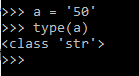 >>> a = '50'
>>> type(a)
<class 'str'>
>>>